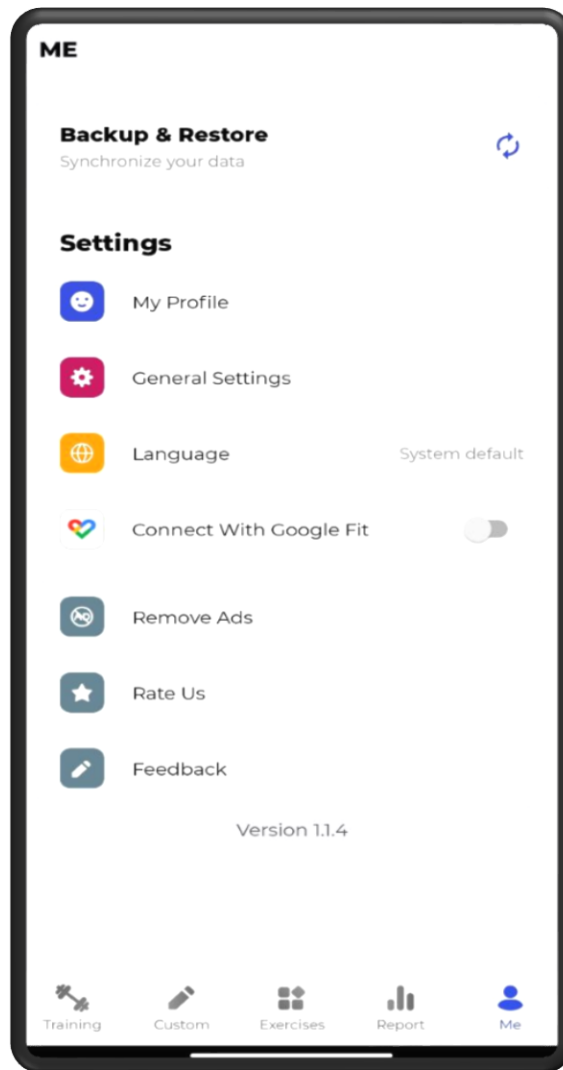 ME
Backup & Restore
Synchronize your data
Settings
My Profile
General Settings
Language System default
Connect With Google Fit
Remove Ads
Rate Us
Feedback
Version 1.1.4
Training Custom Exercises Report Me